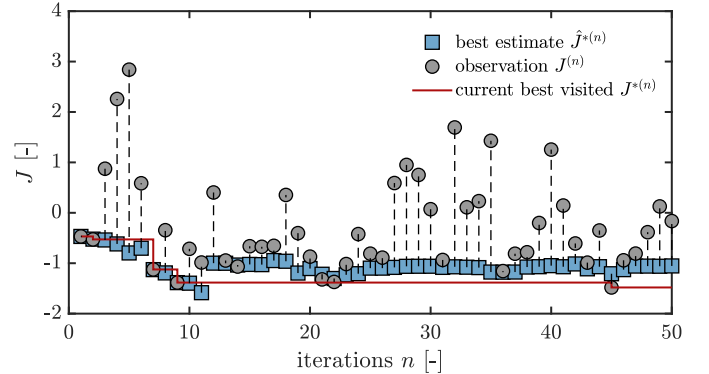 4
3
2
1
0
-1
-2
J [-]
best estimate Ĵ*⁽ⁿ⁾
observation J⁽ⁿ⁾
current best visited J*⁽ⁿ⁾
0 10 20 30 40 50
iterations n [-]